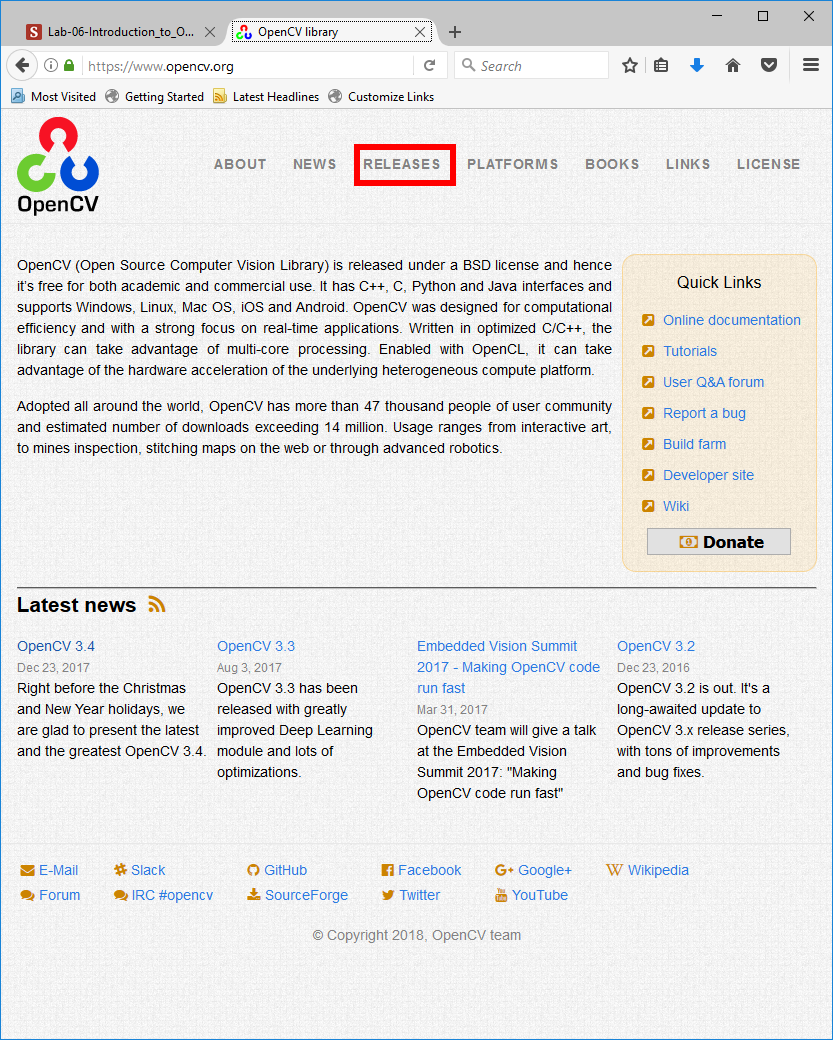 Lab-06-Introduction_to_O...
OpenCV library
https://www.opencv.org
Search
Most Visited
Getting Started
Latest Headlines
Customize Links
OpenCV
ABOUT
NEWS
RELEASES
PLATFORMS
BOOKS
LINKS
LICENSE
OpenCV (Open Source Computer Vision Library) is released under a BSD license and hence
it's free for both academic and commercial use. It has C++, C, Python and Java interfaces and
supports Windows, Linux, Mac OS, iOS and Android. OpenCV was designed for computational
efficiency and with a strong focus on real-time applications. Written in optimized C/C++, the
library can take advantage of multi-core processing. Enabled with OpenCL, it can take
advantage of the hardware acceleration of the underlying heterogeneous compute platform.
Adopted all around the world, OpenCV has more than 47 thousand people of user community
and estimated number of downloads exceeding 14 million. Usage ranges from interactive art,
to mines inspection, stitching maps on the web or through advanced robotics.
Quick Links
Online documentation
Tutorials
User Q&A forum
Report a bug
Build farm
Developer site
Wiki
Donate
Latest news
OpenCV 3.4
Dec 23, 2017
Right before the Christmas
and New Year holidays, we
are glad to present the latest
and the greatest OpenCV 3.4.
OpenCV 3.3
Aug 3, 2017
OpenCV 3.3 has been
released with greatly
improved Deep Learning
module and lots of
optimizations.
Embedded Vision Summit
2017 - Making OpenCV code
run fast
Mar 31, 2017
OpenCV team will give a talk
at the Embedded Vision
Summit 2017: "Making
OpenCV code run fast"
OpenCV 3.2
Dec 23, 2016
OpenCV 3.2 is out. It's a
long-awaited update to
OpenCV 3.x release series,
with tons of improvements
and bug fixes.
E-Mail
Slack
GitHub
Facebook
Google+
Wikipedia
Forum
IRC #opencv
SourceForge
Twitter
YouTube
© Copyright 2018, OpenCV team